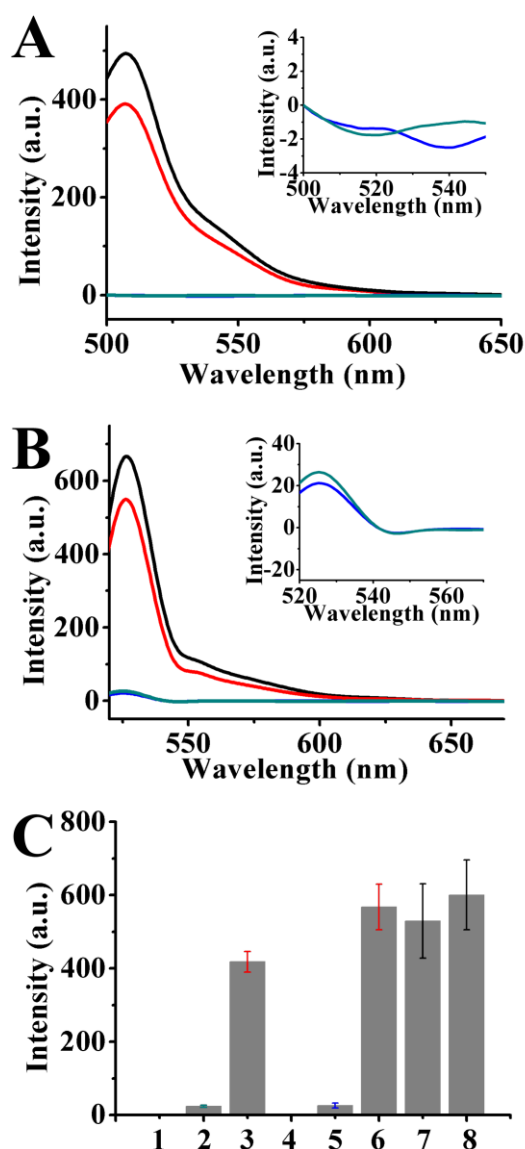 A
Intensity (a.u.)
400
200
0
500 550 600 650
Wavelength (nm)
Intensity (a.u.)
4
2
0
-2
-4
500 520 540
Wavelength (nm)
B
Intensity (a.u.)
600
400
200
0
550 600 650
Wavelength (nm)
Intensity (a.u.)
40
20
0
-20
520 540 560
Wavelength (nm)
C
Intensity (a.u.)
800
600
400
200
0
1 2 3 4 5 6 7 8